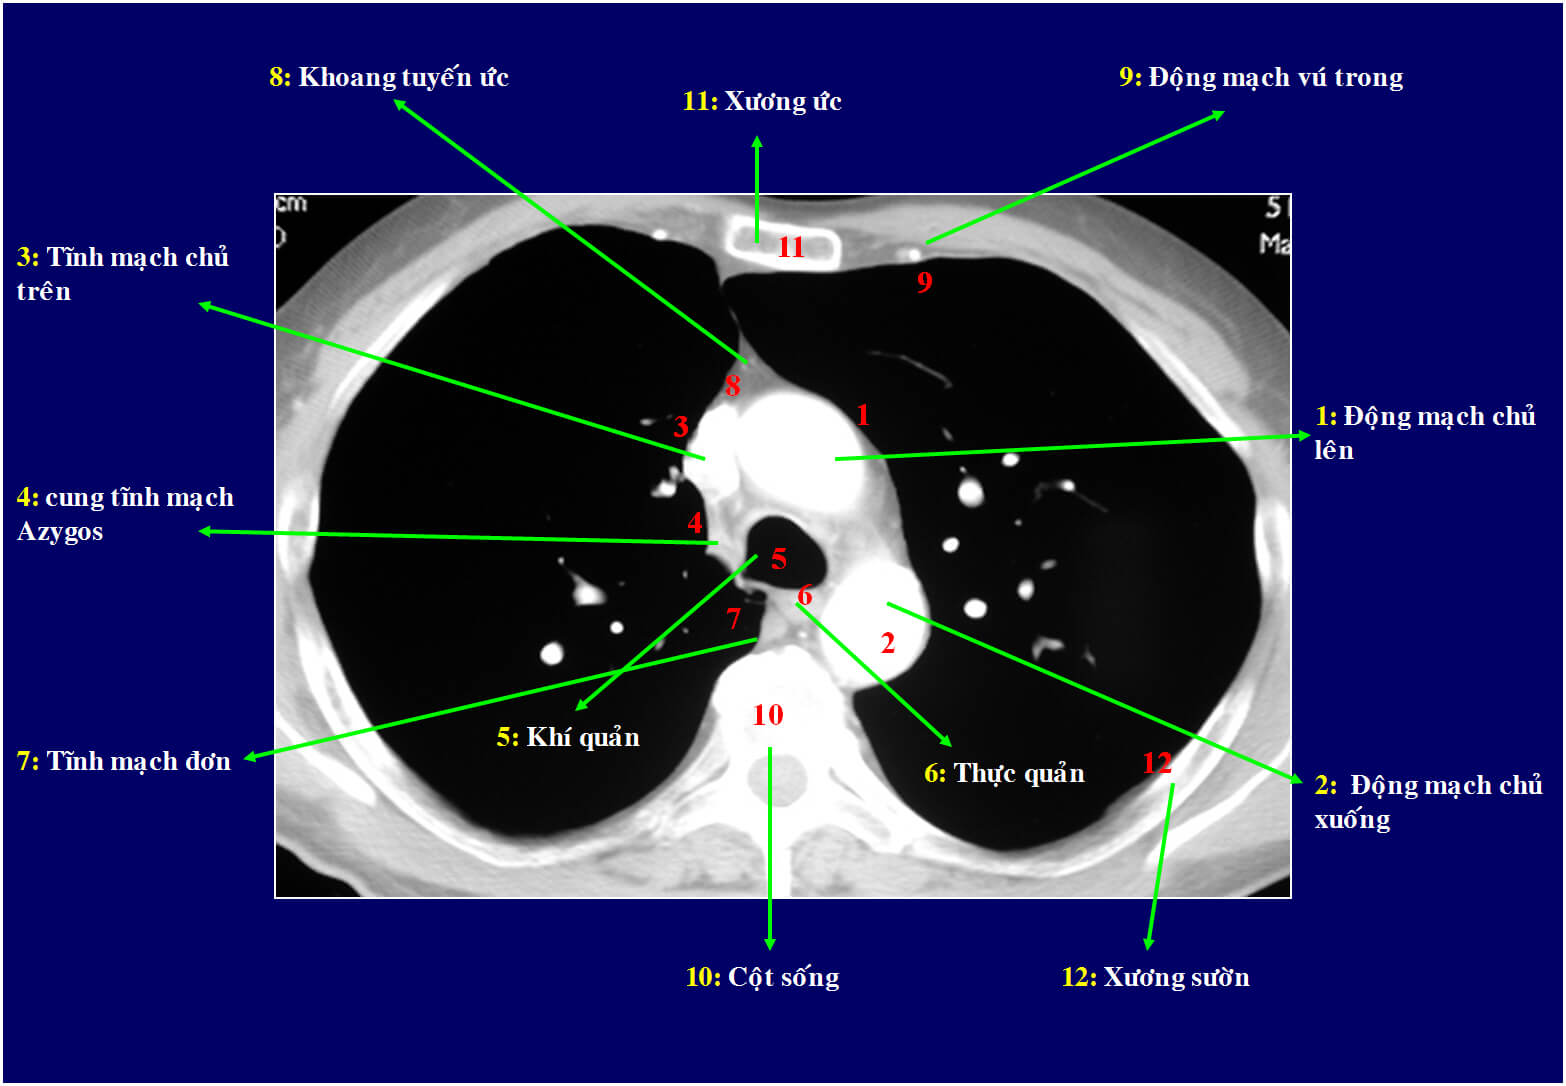 8: Khoang tuyến ức
11: Xương ức
9: Động mạch vú trong
cm
51
Ma
3: Tĩnh mạch chủ
trên
11
9
8
3
1
1: Động mạch chủ
lên
4: cung tĩnh mạch
Azygos
4
5
6
7
2
7: Tĩnh mạch đơn
5: Khí quản
10
12
6: Thực quản
2: Động mạch chủ
xuống
10: Cột sống
12: Xương sườn